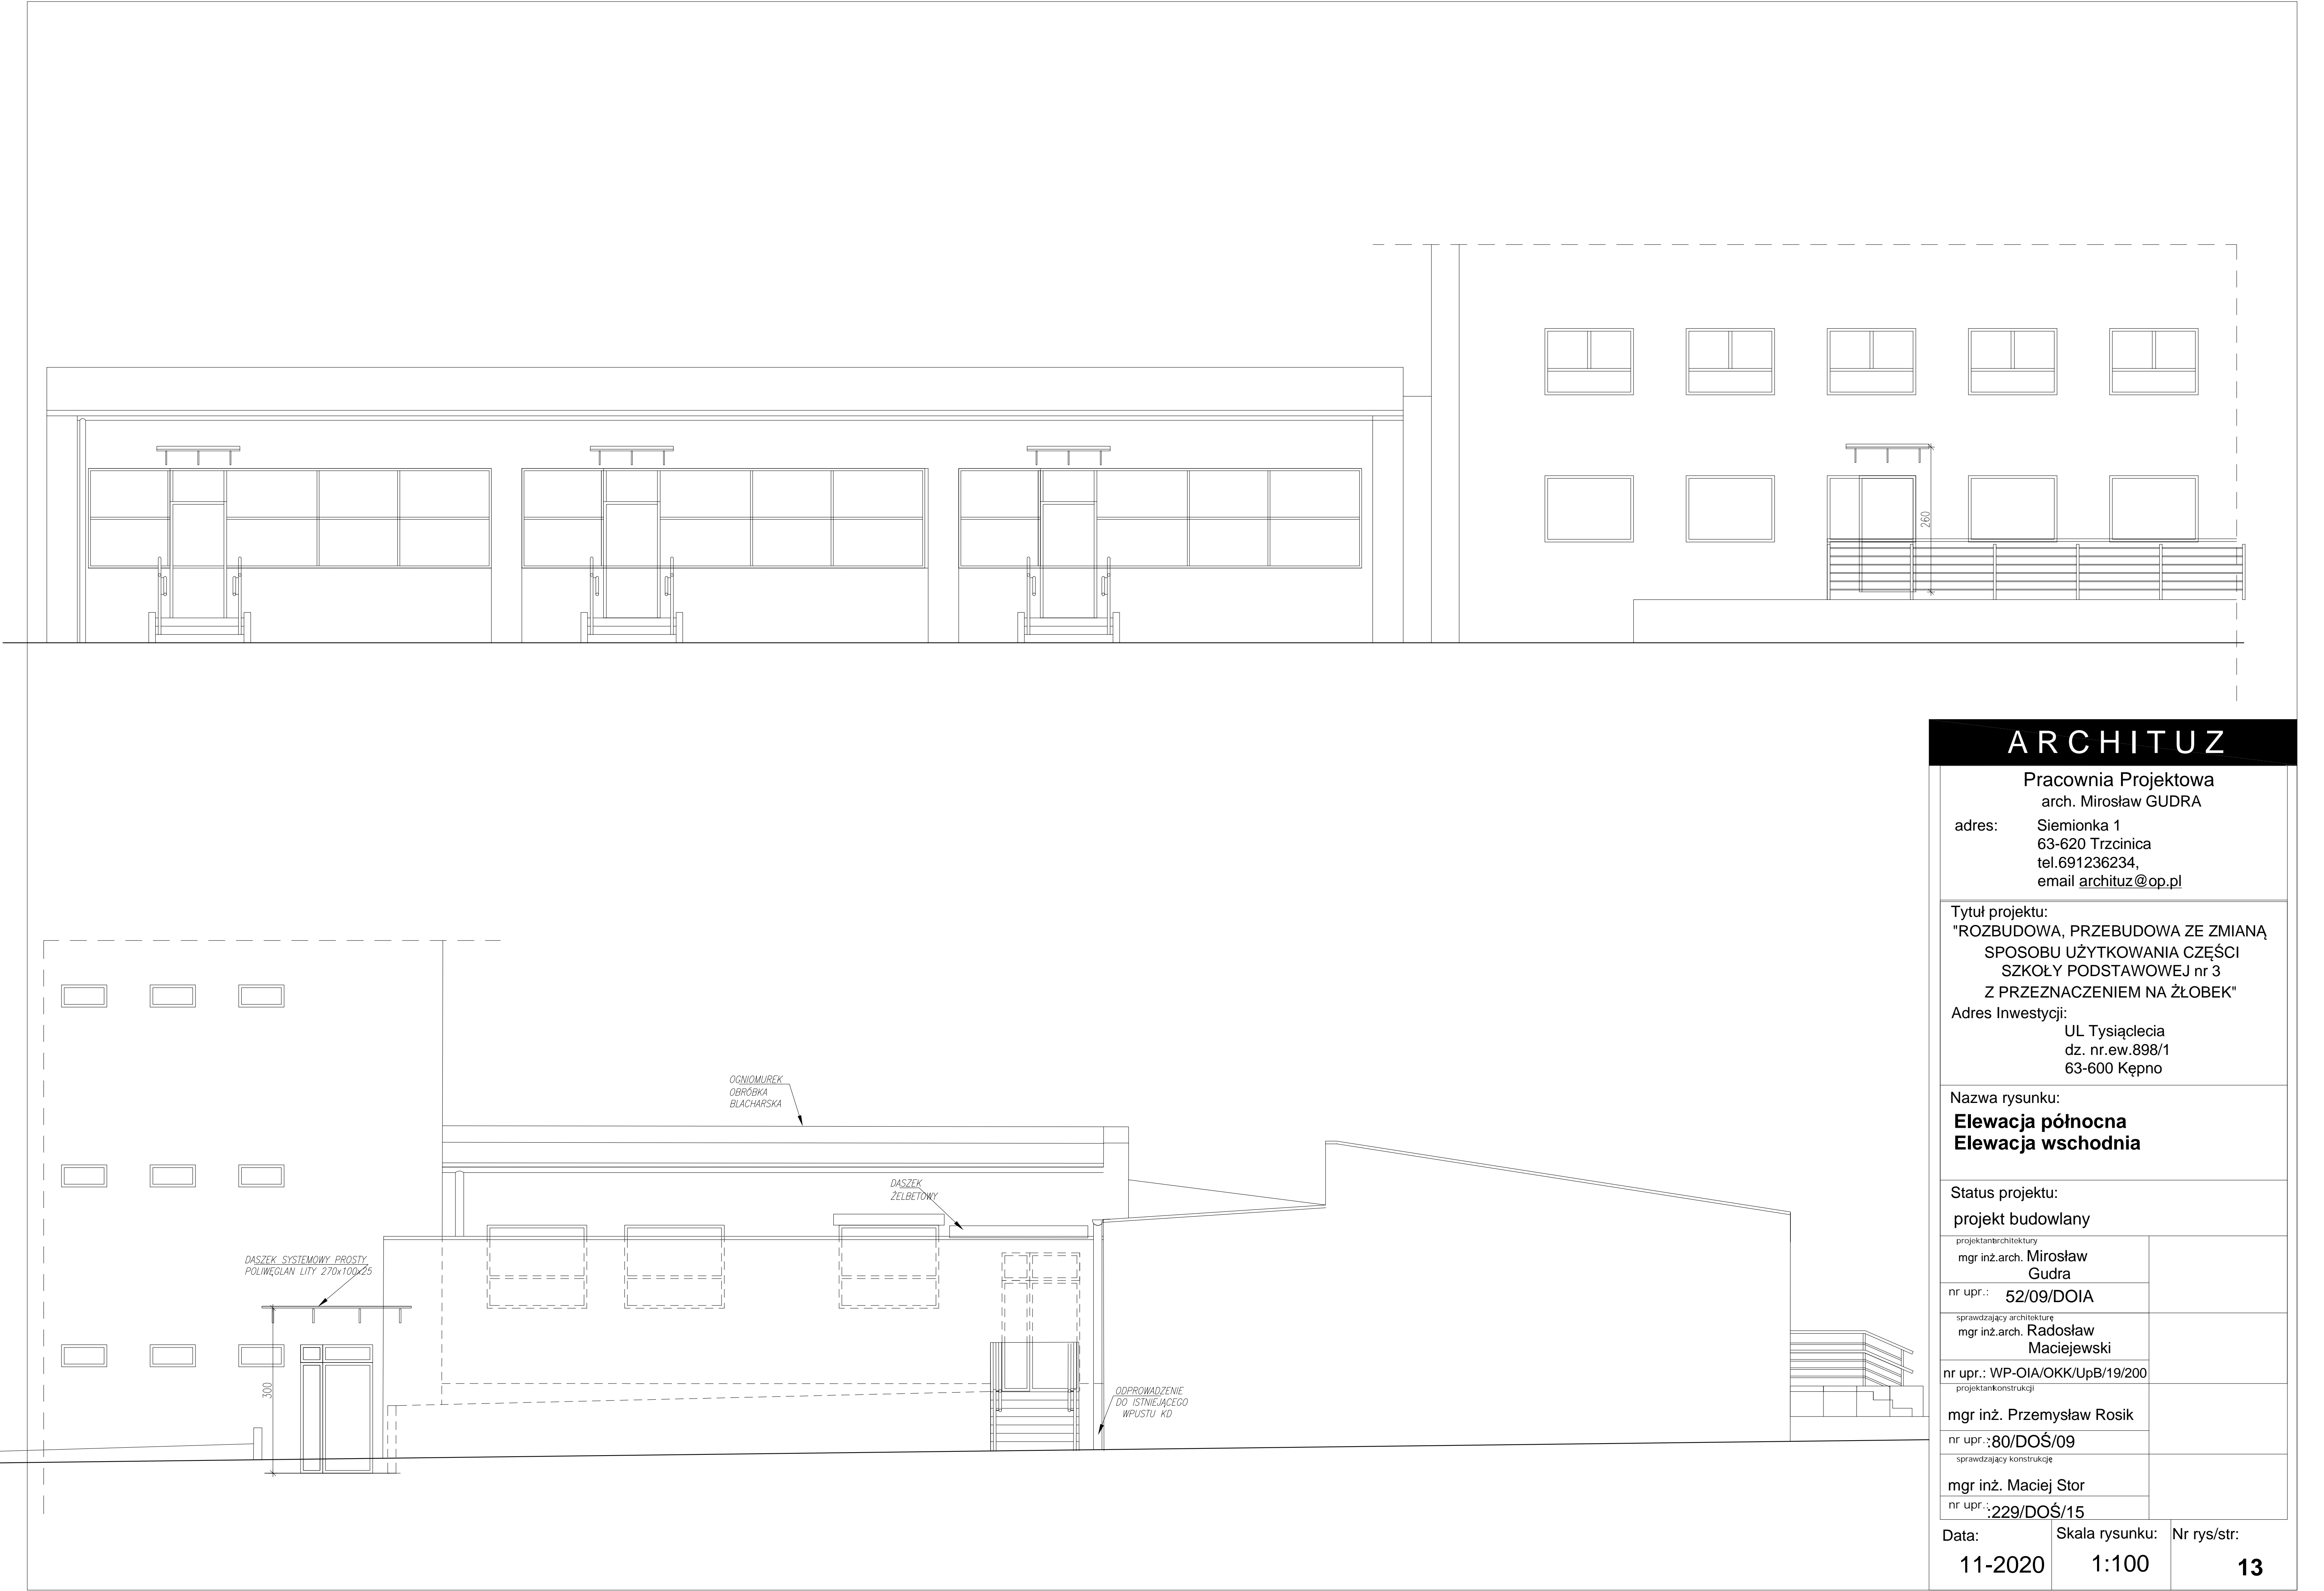 260
ARCHITUZ
Pracownia Projektowa
arch. Mirosław GUDRA
adres: Siemionka 1
63-620 Trzcinica
tel.691236234,
email archituz@op.pl
Tytuł projektu:
"ROZBUDOWA, PRZEBUDOWA ZE ZMIANĄ
SPOSOBU UŻYTKOWANIA CZĘŚCI
SZKOŁY PODSTAWOWEJ nr 3
Z PRZEZNACZENIEM NA ŻŁOBEK"
Adres Inwestycji:
UL Tysiąclecia
dz. nr.ew.898/1
63-600 Kępno
Nazwa rysunku:
Elewacja północna
Elewacja wschodnia
Status projektu:
projekt budowlany
projektant architektury
mgr inż.arch. Mirosław
Gudra
nr upr.: 52/09/DOIA
sprawdzający architekturę
mgr inż.arch. Radosław
Maciejewski
nr upr.: WP-OIA/OKK/UpB/19/200
projektant konstrukcji
mgr inż. Przemysław Rosik
nr upr.:80/DOŚ/09
sprawdzający konstrukcję
mgr inż. Maciej Stor
nr upr.:229/DOŚ/15
Data: Skala rysunku: Nr rys/str:
11-2020 1:100 13
OGNIOMUREK
OBRÓBKA
BLACHARSKA
DASZEK
ŻELBETOWY
DASZEK SYSTEMOWY PROSTY
POLIWĘGLAN LITY 270x100x25
300
ODPROWADZENIE
DO ISTNIEJĄCEGO
WPUSTU KD